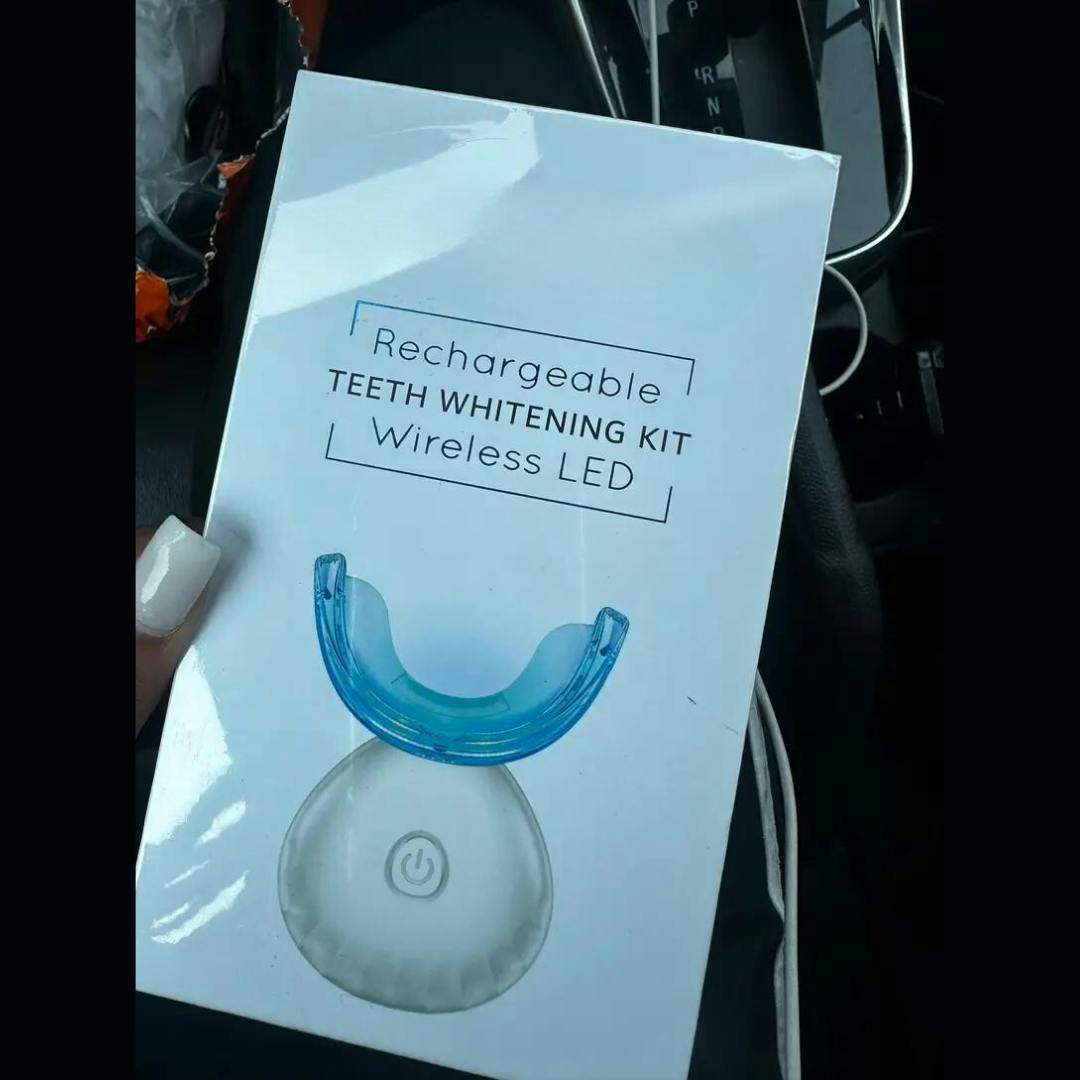 P
R
N
Rechargeable
TEETH WHITENING KIT
Wireless LED